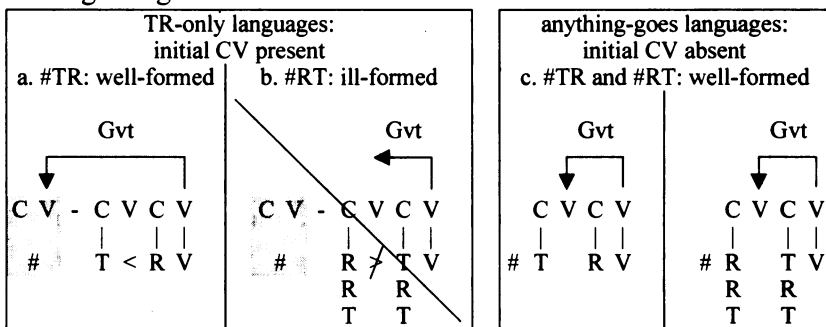 TR-only languages:
initial CV present
a. #TR: well-formed
b. #RT: ill-formed
Gvt
Gvt
C V - C V C V
C V - C V C V
# T < R V
# R > T V
R R
T T
anything-goes languages:
initial CV absent
c. #TR and #RT: well-formed
Gvt
Gvt
C V C V
C V C V
# T R V
# R T V
R R
T T